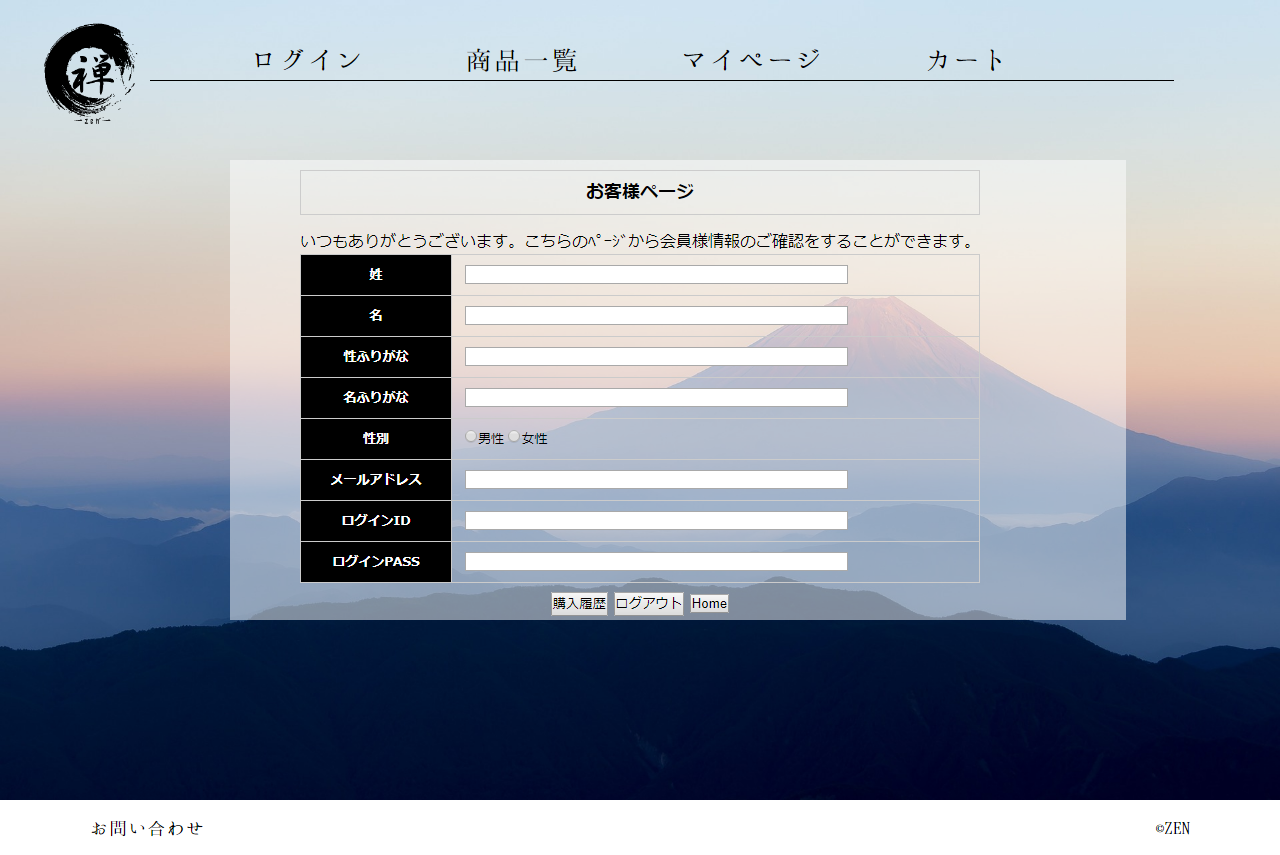 禅
zen
ログイン 商品一覧 マイページ カート
お客様ページ
いつもありがとうございます。こちらのﾍﾟｰｼﾞから会員様情報のご確認をすることができます。
姓
名
性ふりがな
名ふりがな
性別 男性 女性
メールアドレス
ログインID
ログインPASS
購入履歴 ログアウト Home
お問い合わせ ©ZEN